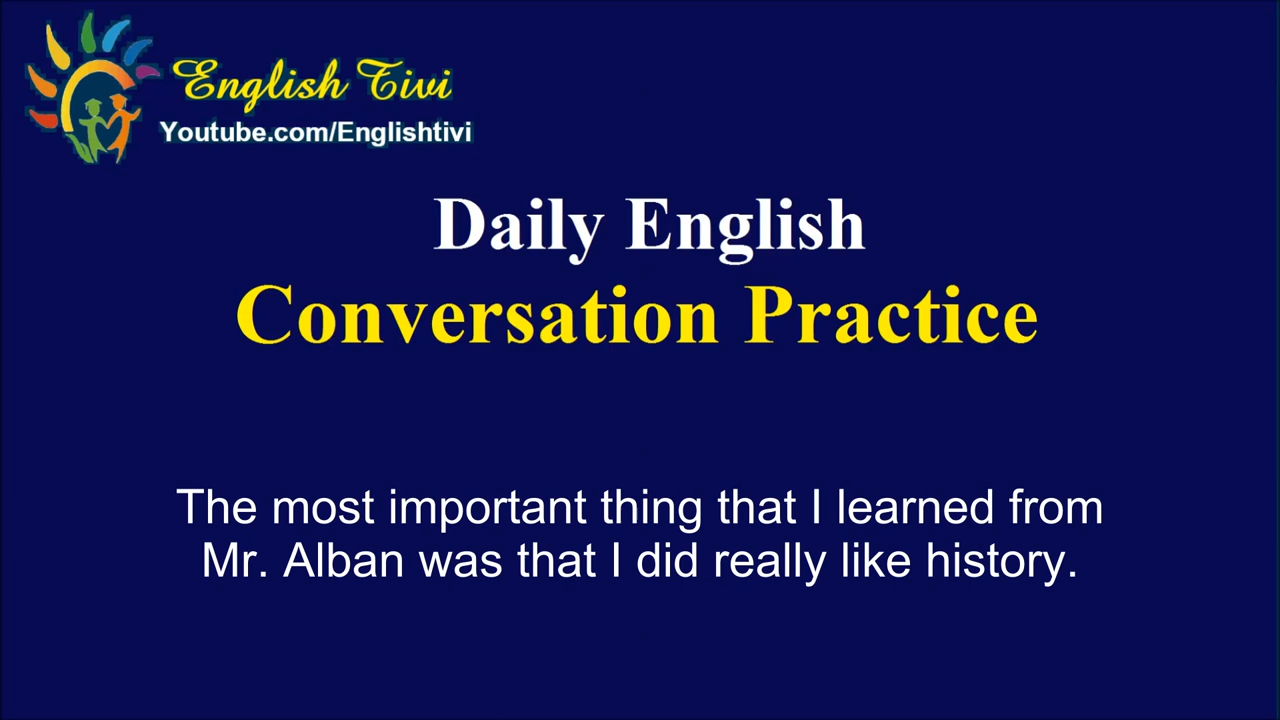 English Tivi
Youtube.com/Englishtivi
Daily English
Conversation Practice
The most important thing that I learned from
Mr. Alban was that I did really like history.